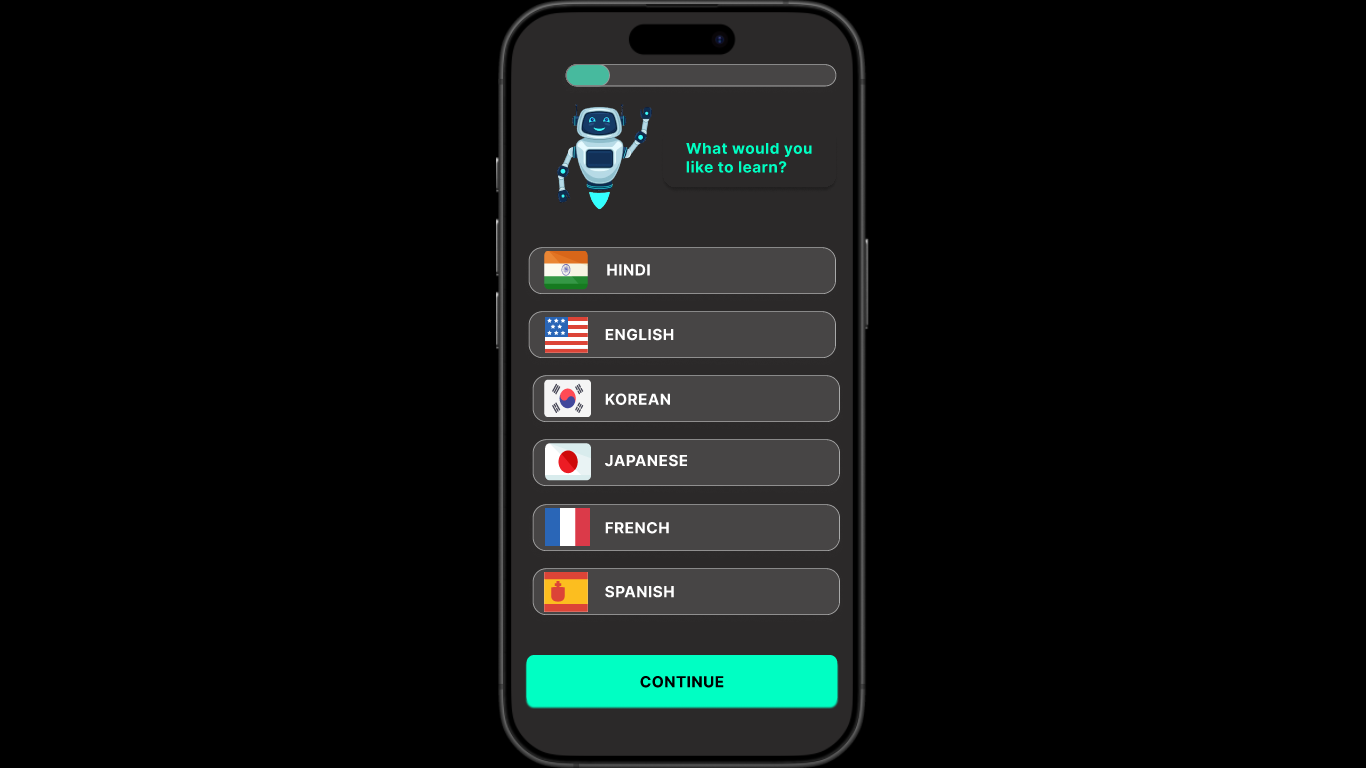 What would you
like to learn?
HINDI
ENGLISH
KOREAN
JAPANESE
FRENCH
SPANISH
CONTINUE